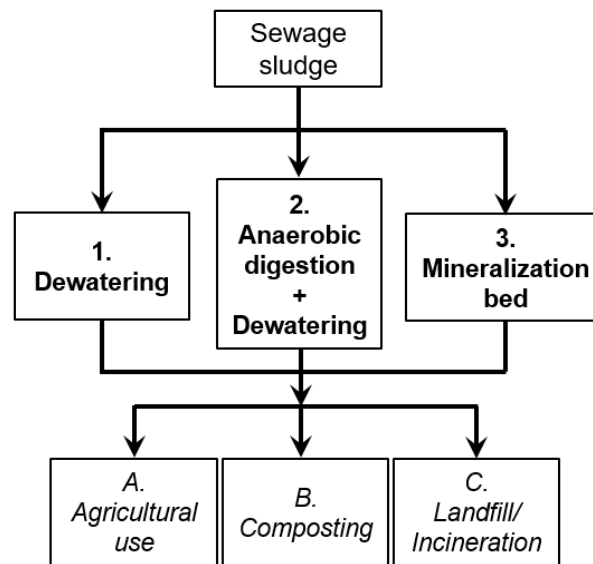 Sewage
sludge
1.
Dewatering
2.
Anaerobic
digestion
+
Dewatering
3.
Mineralization
bed
A.
Agricultural
use
B.
Composting
C.
Landfill/
Incineration